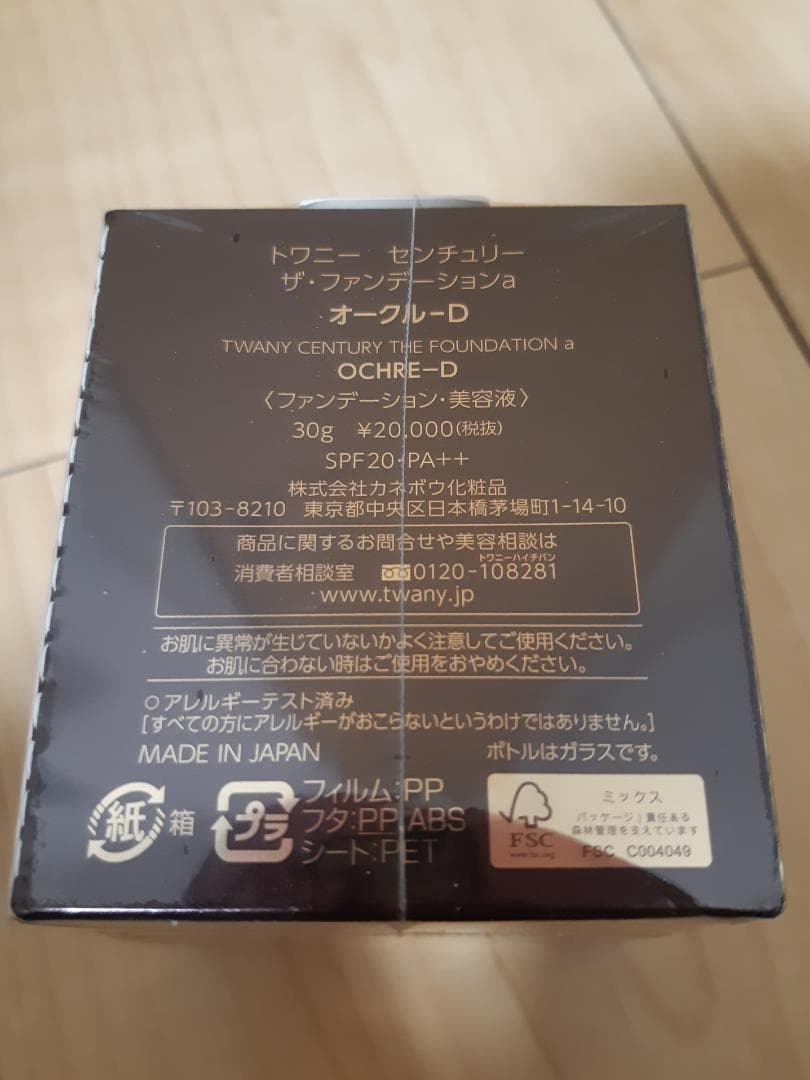 トワニー センチュリー
ザ・ファンデーションa
オークル-D
TWANY CENTURY THE FOUNDATION a
OCHRE-D
〈ファンデーション・美容液〉
30g ¥20,000(税抜)
SPF20・PA++
株式会社カネボウ化粧品
〒103-8210 東京都中央区日本橋茅場町1-14-10
商品に関するお問合せや美容相談は
トワニーハイチバン
消費者相談室 0120-108281
www.twany.jp
お肌に異常が生じていないかよく注意してご使用ください。
お肌に合わない時はご使用をおやめください。
○アレルギーテスト済み
[すべての方にアレルギーがおこらないというわけではありません。]
MADE IN JAPAN ボトルはガラスです。
紙 箱
プラ
フィルム:PP
フタ:PP ABS
シート:PET
ミックス
パッケージ|責任ある
森林管理を支えています
FSC
www.fsc.org
FSC C004049